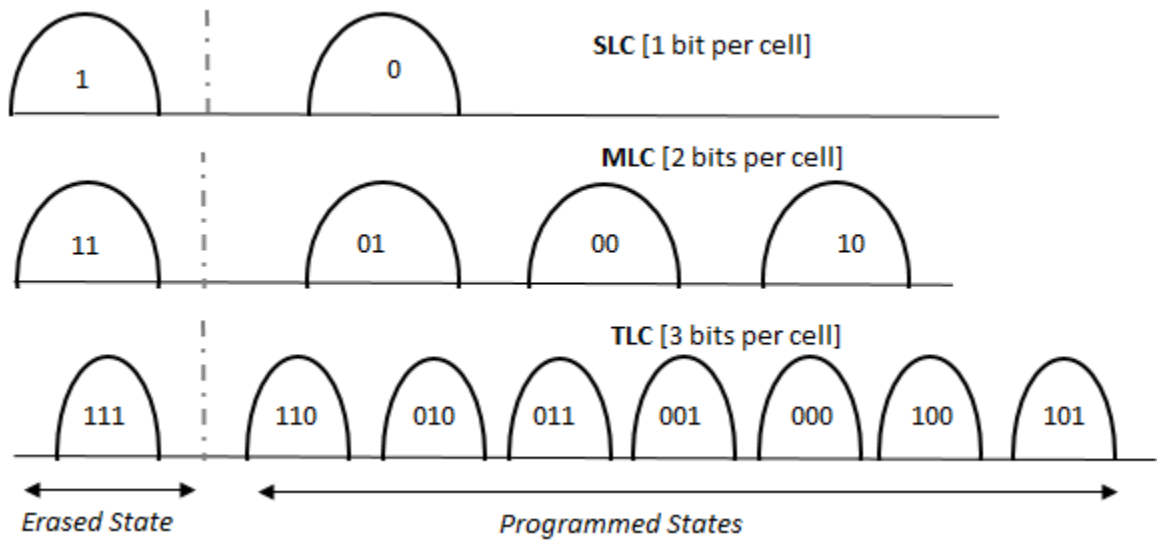 SLC [1 bit per cell]
1 0
MLC [2 bits per cell]
11 01 00 10
TLC [3 bits per cell]
111 110 010 011 001 000 100 101
Erased State Programmed States